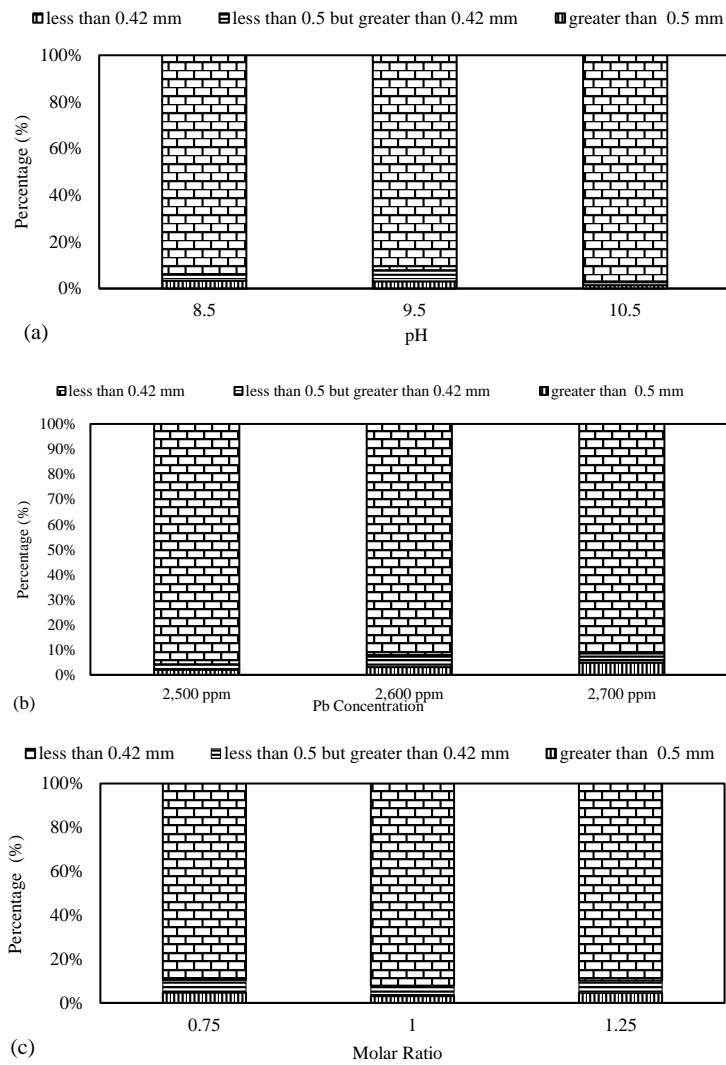 less than 0.42 mm less than 0.5 but greater than 0.42 mm greater than 0.5 mm
100%
80%
60%
40%
20%
0%
Percentage (%)
8.5 9.5 10.5
(a)
pH
less than 0.42 mm less than 0.5 but greater than 0.42 mm greater than 0.5 mm
100%
90%
80%
70%
60%
50%
40%
30%
20%
10%
0%
Percentage (%)
2,500 ppm 2,600 ppm 2,700 ppm
(b)
Pb Concentration
less than 0.42 mm less than 0.5 but greater than 0.42 mm greater than 0.5 mm
100%
80%
60%
40%
20%
0%
Percentage (%)
0.75 1 1.25
(c)
Molar Ratio